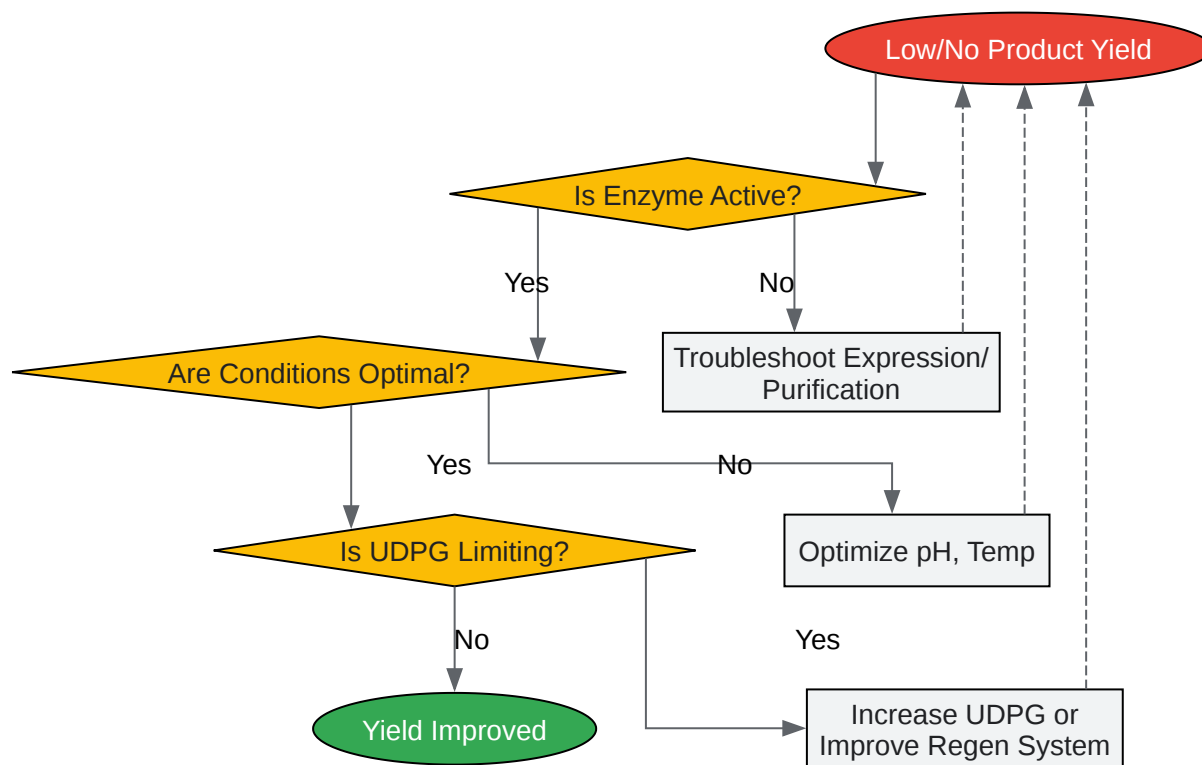 Low/No Product Yield
Is Enzyme Active?
Yes
No
Troubleshoot Expression/
Purification
Are Conditions Optimal?
Yes
No
Is UDPG Limiting?
Optimize pH, Temp
No
Yes
Yield Improved
Increase UDPG or
Improve Regen System